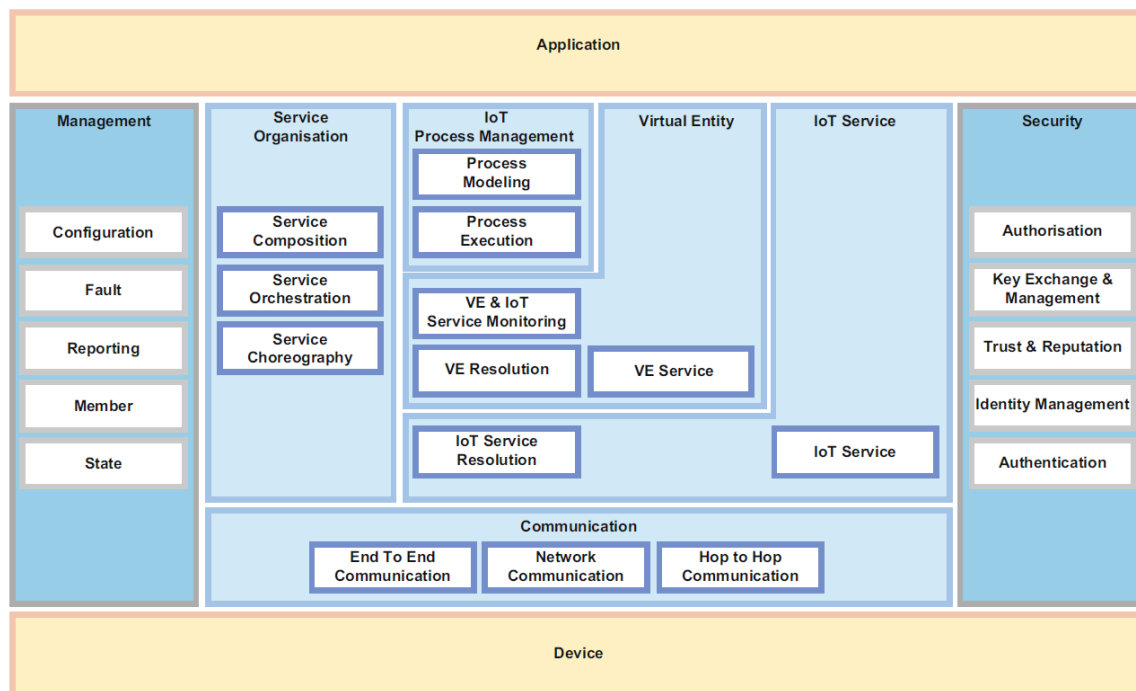 Application
Management
Configuration
Fault
Reporting
Member
State
Service
Organisation
Service
Composition
Service
Orchestration
Service
Choreography
IoT
Process Management
Process
Modeling
Process
Execution
Virtual Entity
VE & IoT
Service Monitoring
VE Resolution
VE Service
IoT Service
IoT Service
Resolution
IoT Service
Security
Authorisation
Key Exchange &
Management
Trust & Reputation
Identity Management
Authentication
Communication
End To End
Communication
Network
Communication
Hop to Hop
Communication
Device